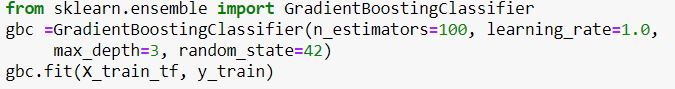 from sklearn.ensemble import GradientBoostingClassifier
gbc =GradientBoostingClassifier(n_estimators=100, learning_rate=1.0,
     max_depth=3, random_state=42)
gbc.fit(X_train_tf, y_train)